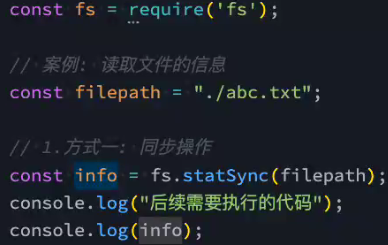 const fs = require('fs');
// 案例: 读取文件的信息
const filepath = "./abc.txt";
// 1.方式一: 同步操作
const info = fs.statSync(filepath);
console.log("后续需要执行的代码");
console.log(info);